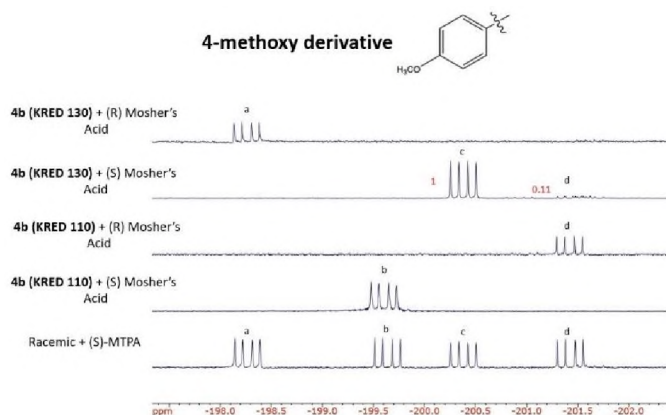 4-methoxy derivative
H₃CO
4b (KRED 130) + (R) Mosher's
Acid
a
4b (KRED 130) + (S) Mosher's
Acid
1
c
0.11
d
4b (KRED 110) + (R) Mosher's
Acid
d
4b (KRED 110) + (S) Mosher's
Acid
b
Racemic + (S)-MTPA
a
b
c
d
ppm -198.0 -198.5 -199.0 -199.5 -200.0 -200.5 -201.0 -201.5 -202.0